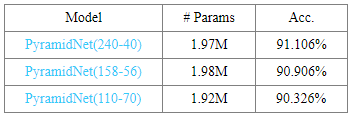 Model # Params Acc.
PyramidNet(240-40) 1.97M 91.106%
PyramidNet(158-56) 1.98M 90.906%
PyramidNet(110-70) 1.92M 90.326%